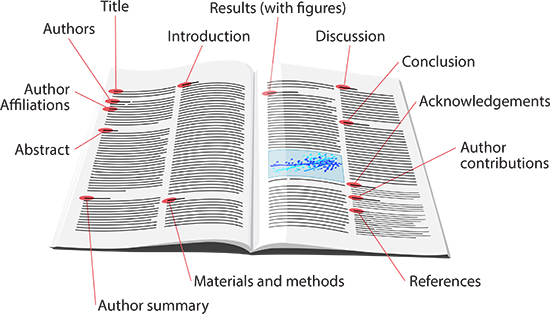 Title
Results (with figures)
Authors
Introduction
Discussion
Conclusion
Author
Affiliations
Acknowledgements
Abstract
Author
contributions
Materials and methods
References
Author summary